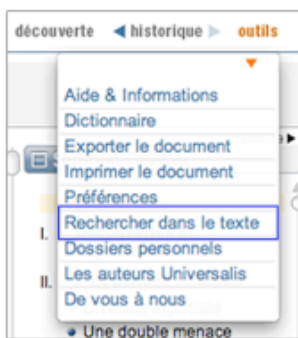 découverte historique outils
Aide & Informations
Dictionnaire
Exporter le document
Imprimer le document
Préférences
Rechercher dans le texte
I.
Dossiers personnels
Les auteurs Universalis
II.
De vous à nous
Une double menace